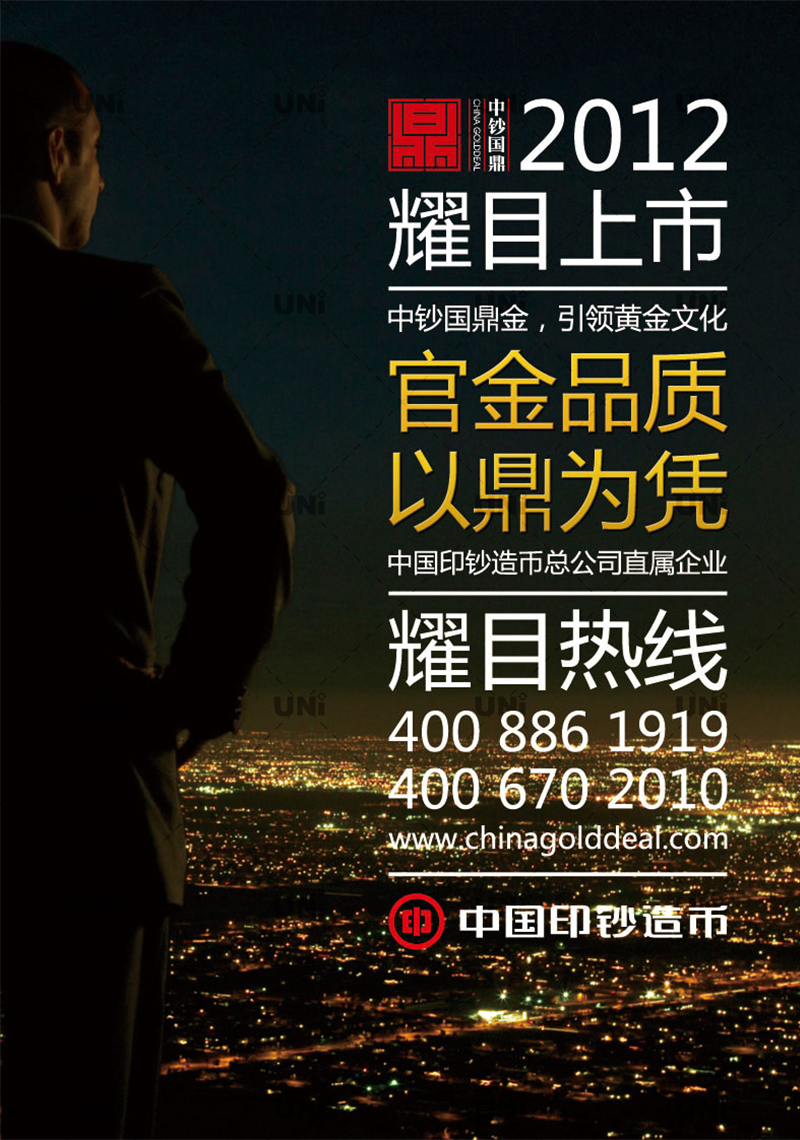 鼎
中钞国鼎
CHINA GOLDDEAL
2012
耀目上市
中钞国鼎金，引领黄金文化
官金品质
以鼎为凭
中国印钞造币总公司直属企业
耀目热线
400 886 1919
400 670 2010
www.chinagolddeal.com
印
中国印钞造币
UNi